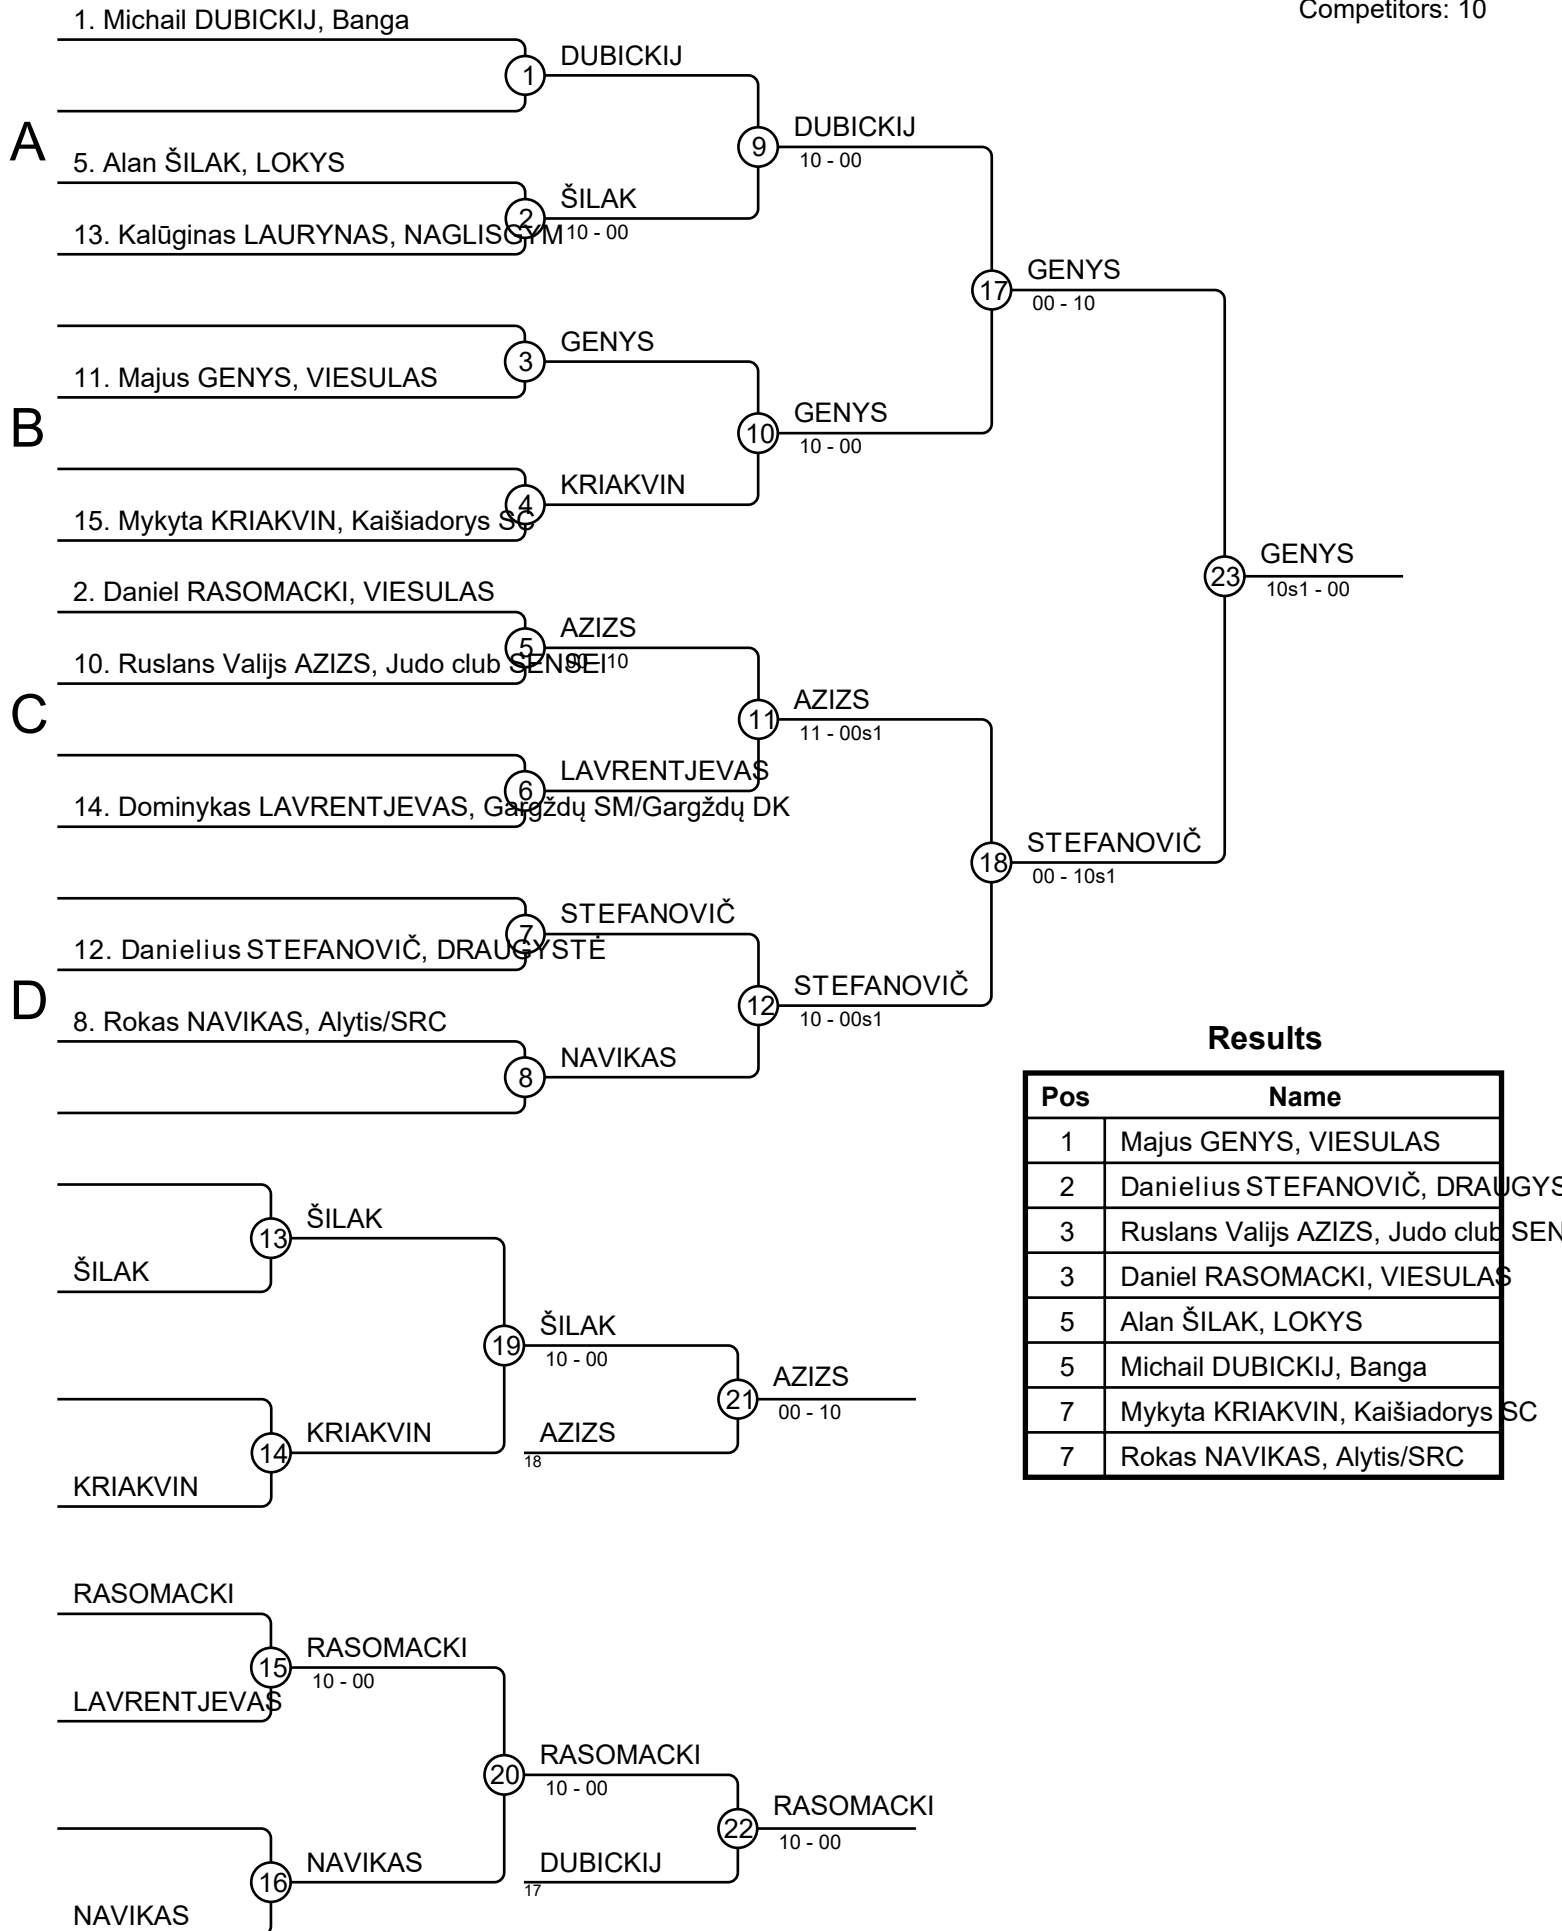 Competitors: 10
1. Michail DUBICKIJ, Banga
1
DUBICKIJ
A
9
DUBICKIJ
10 - 00
5. Alan ŠILAK, LOKYS
2
ŠILAK
10 - 00
13. Kalūginas LAURYNAS, NAGLISGYM
17
GENYS
00 - 10
3
GENYS
11. Majus GENYS, VIESULAS
B
10
GENYS
10 - 00
4
KRIAKVIN
15. Mykyta KRIAKVIN, Kaišiadorys SC
23
GENYS
10s1 - 00
2. Daniel RASOMACKI, VIESULAS
5
AZIZS
00 - 10
10. Ruslans Valijs AZIZS, Judo club SENSEI
C
11
AZIZS
11 - 00s1
6
LAVRENTJEVAS
14. Dominykas LAVRENTJEVAS, Gargždų SM/Gargždų DK
18
STEFANOVIČ
00 - 10s1
7
STEFANOVIČ
12. Danielius STEFANOVIČ, DRAUGYSTĖ
D
12
STEFANOVIČ
10 - 00s1
8. Rokas NAVIKAS, Alytis/SRC
8
NAVIKAS
Results
Pos Name
1 Majus GENYS, VIESULAS
2 Danielius STEFANOVIČ, DRAUGYS
3 Ruslans Valijs AZIZS, Judo club SEN
3 Daniel RASOMACKI, VIESULAS
5 Alan ŠILAK, LOKYS
5 Michail DUBICKIJ, Banga
7 Mykyta KRIAKVIN, Kaišiadorys SC
7 Rokas NAVIKAS, Alytis/SRC
13
ŠILAK
ŠILAK
19
ŠILAK
10 - 00
21
AZIZS
00 - 10
14
KRIAKVIN
AZIZS
18
KRIAKVIN
RASOMACKI
15
RASOMACKI
10 - 00
LAVRENTJEVAS
20
RASOMACKI
10 - 00
22
RASOMACKI
10 - 00
16
NAVIKAS
DUBICKIJ
17
NAVIKAS